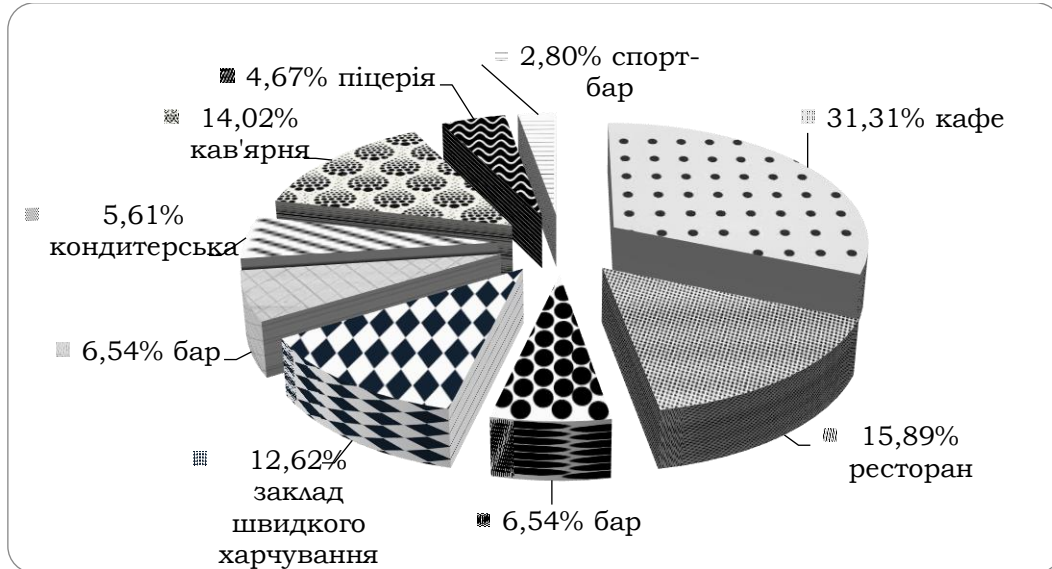 2,80% спорт-
бар
4,67% піцерія
14,02%
кав'ярня
31,31% кафе
5,61%
кондитерська
6,54% бар
15,89%
ресторан
12,62%
заклад
швидкого
харчування
6,54% бар